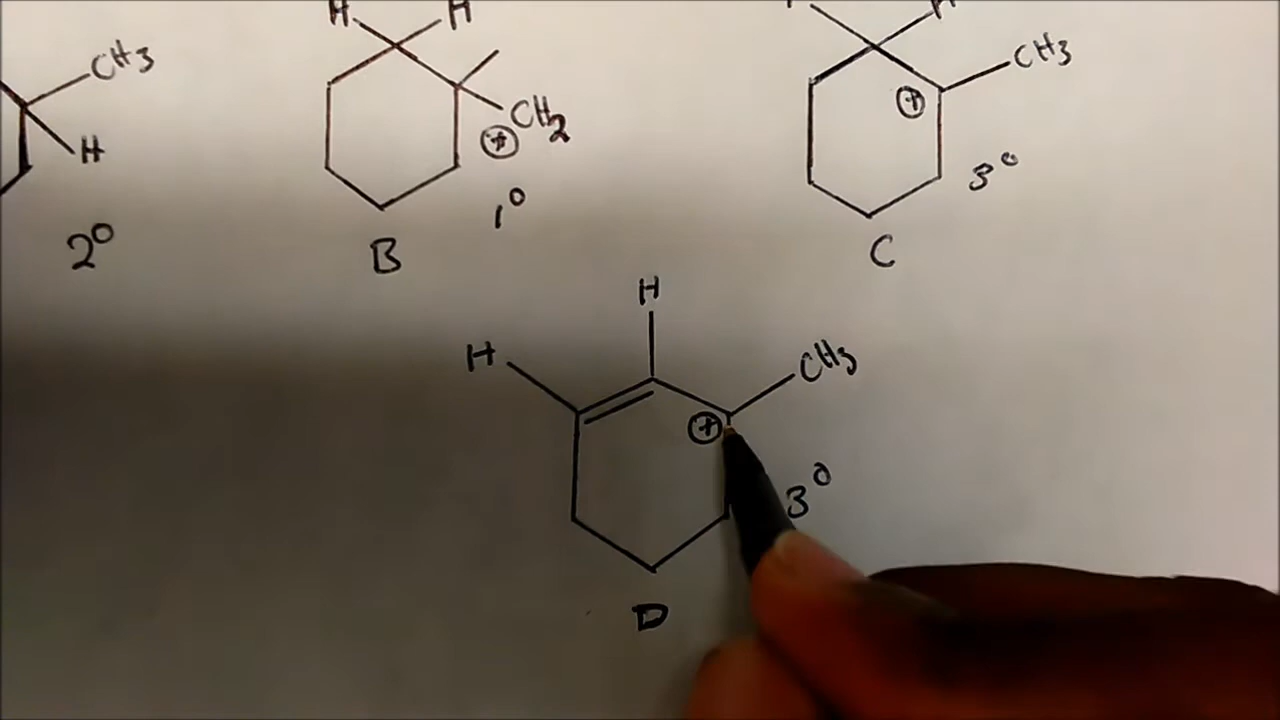 H H
CH3 CH3
H ⊕ CH2 ⊕
2° 1° 3°
B C
H
H CH3
⊕
3°
D